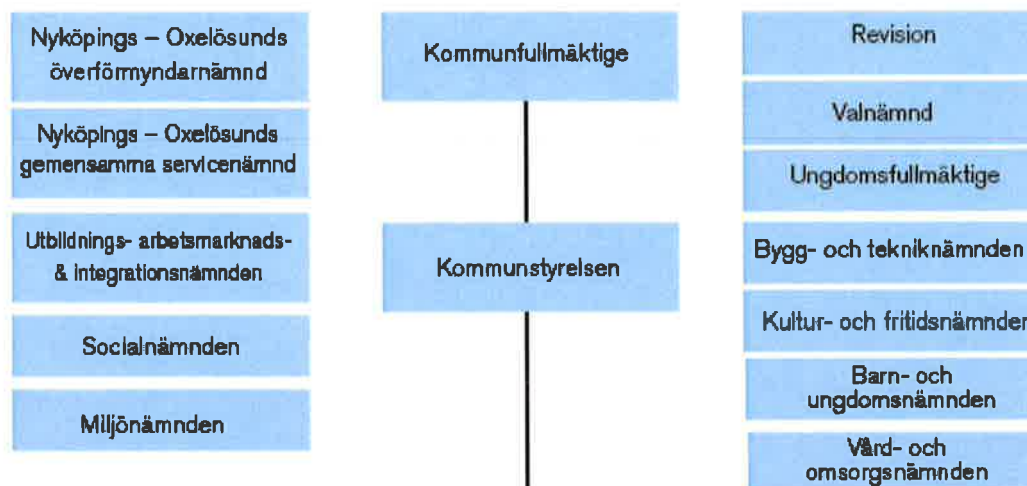 Nyköpings – Oxelösunds
överförmyndarnämnd
Nyköpings – Oxelösunds
gemensamma servicenämnd
Utbildnings- arbetsmarknads-
& integrationsnämnden
Socialnämnden
Miljönämnden
Kommunfullmäktige
Kommunstyrelsen
Revision
Valnämnd
Ungdomsfullmäktige
Bygg- och tekniknämnden
Kultur- och fritidsnämnden
Barn- och
ungdomsnämnden
Vård- och
omsorgsnämnden